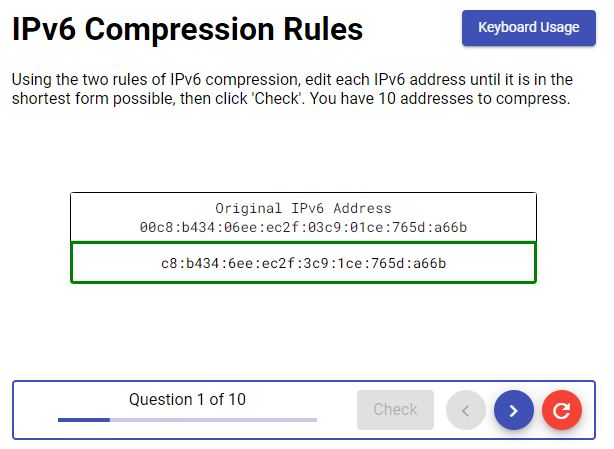 IPv6 Compression Rules
Keyboard Usage
Using the two rules of IPv6 compression, edit each IPv6 address until it is in the
shortest form possible, then click 'Check'. You have 10 addresses to compress.
Original IPv6 Address
00c8:b434:06ee:ec2f:03c9:01ce:765d:a66b
c8:b434:6ee:ec2f:3c9:1ce:765d:a66b
Question 1 of 10
Check